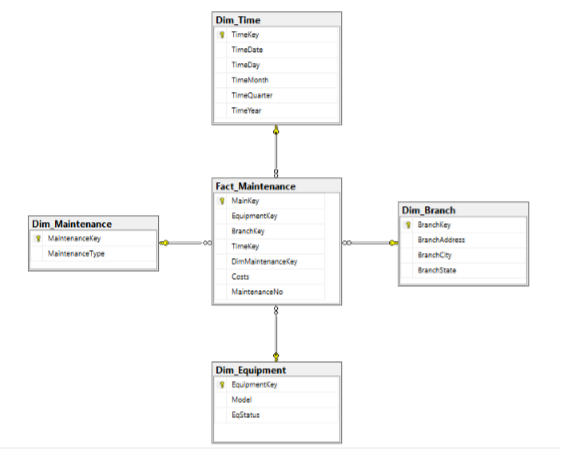 Dim_Time
TimeKey
TimeDate
TimeDay
TimeMonth
TimeQuarter
TimeYear
Fact_Maintenance
MainKey
EquipmentKey
BranchKey
TimeKey
DimMaintenanceKey
Costs
MaintenanceNo
Dim_Maintenance
MaintenanceKey
MaintenanceType
Dim_Branch
BranchKey
BranchAddress
BranchCity
BranchState
Dim_Equipment
EquipmentKey
Model
EqStatus